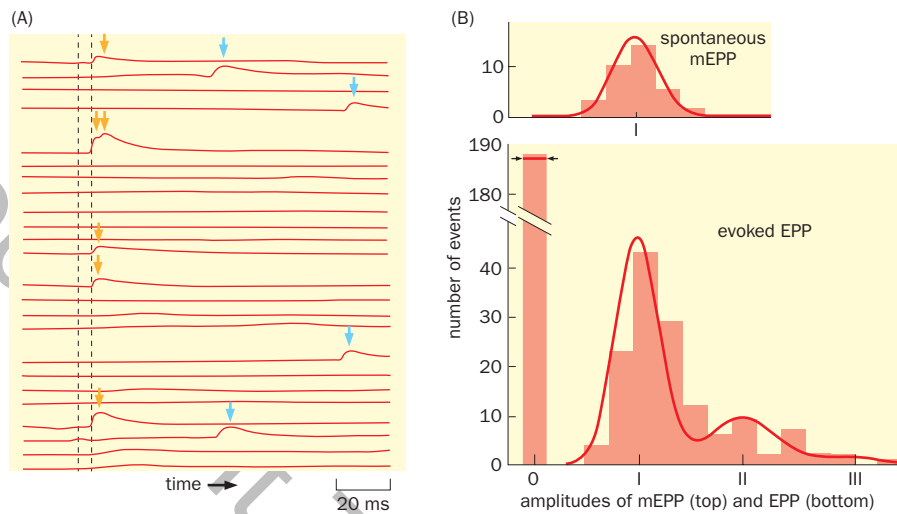 (A)
time
20 ms
(B)
spontaneous
mEPP
10
0
I
190
180
evoked EPP
number of events
40
30
20
10
0
0 I II III
amplitudes of mEPP (top) and EPP (bottom)